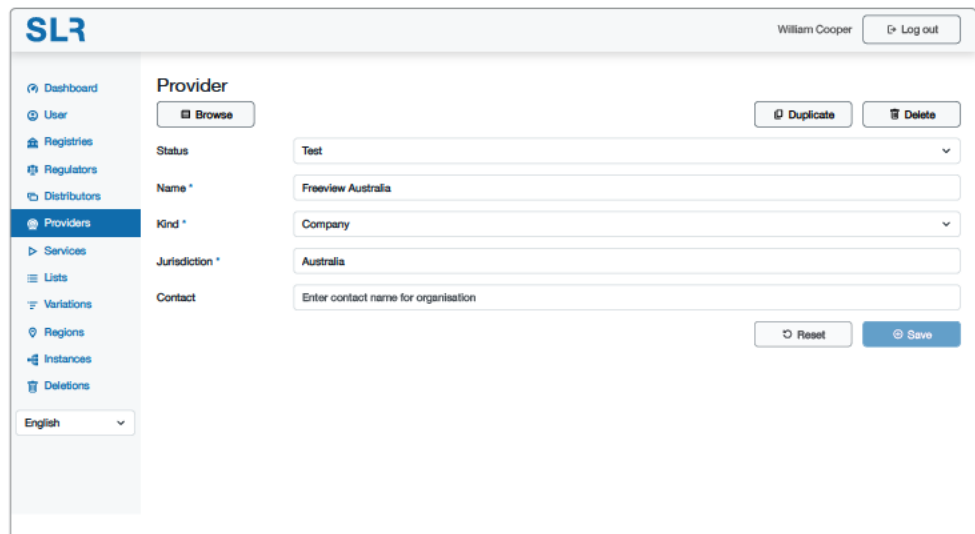 SLR
William Cooper
Log out
Dashboard
User
Registries
Regulators
Distributors
Providers
Services
Lists
Variations
Regions
Instances
Deletions
English
Provider
Browse
Duplicate
Delete
Status
Test
Name *
Freeview Australia
Kind *
Company
Jurisdiction *
Australia
Contact
Enter contact name for organisation
Reset
Save